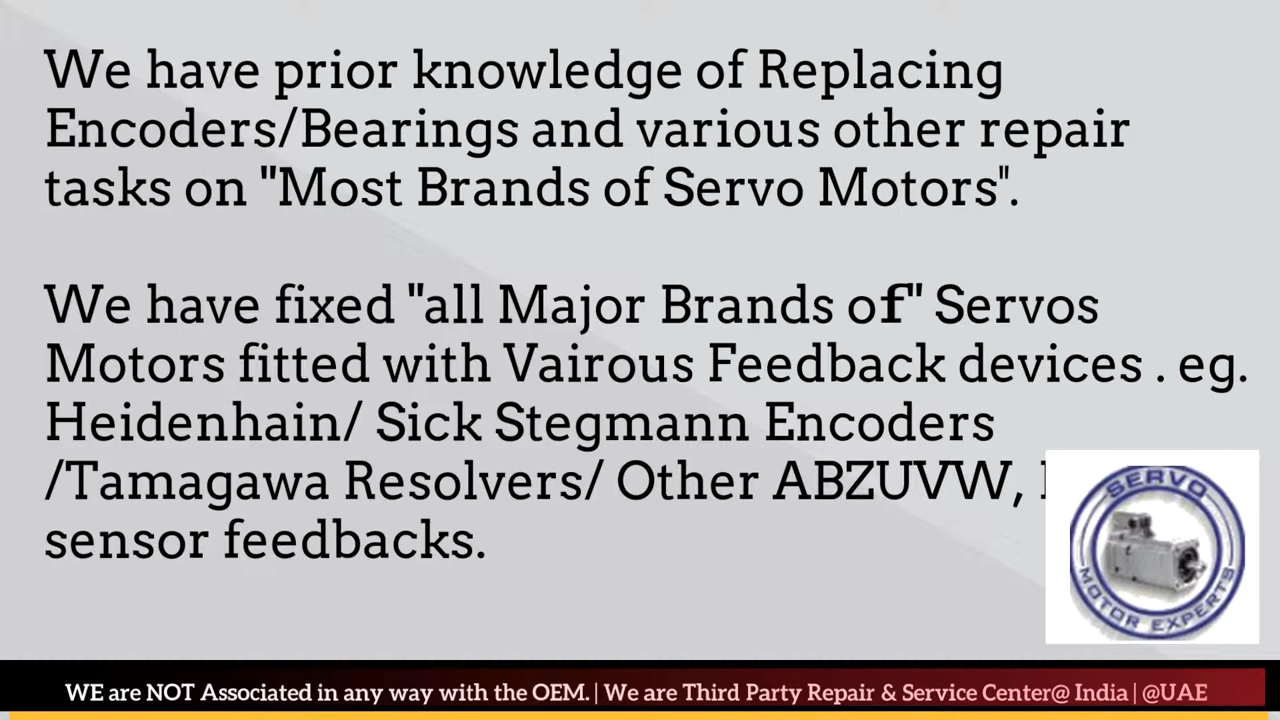 We have prior knowledge of Replacing
Encoders/Bearings and various other repair
tasks on "Most Brands of Servo Motors".
We have fixed "all Major Brands of" Servos
Motors fitted with Vairous Feedback devices . eg.
Heidenhain/ Sick Stegmann Encoders
/Tamagawa Resolvers/ Other ABZUVW,
sensor feedbacks.
SERVO
MOTOR EXPERTS
WE are NOT Associated in any way with the OEM. | We are Third Party Repair & Service Center@ India | @UAE